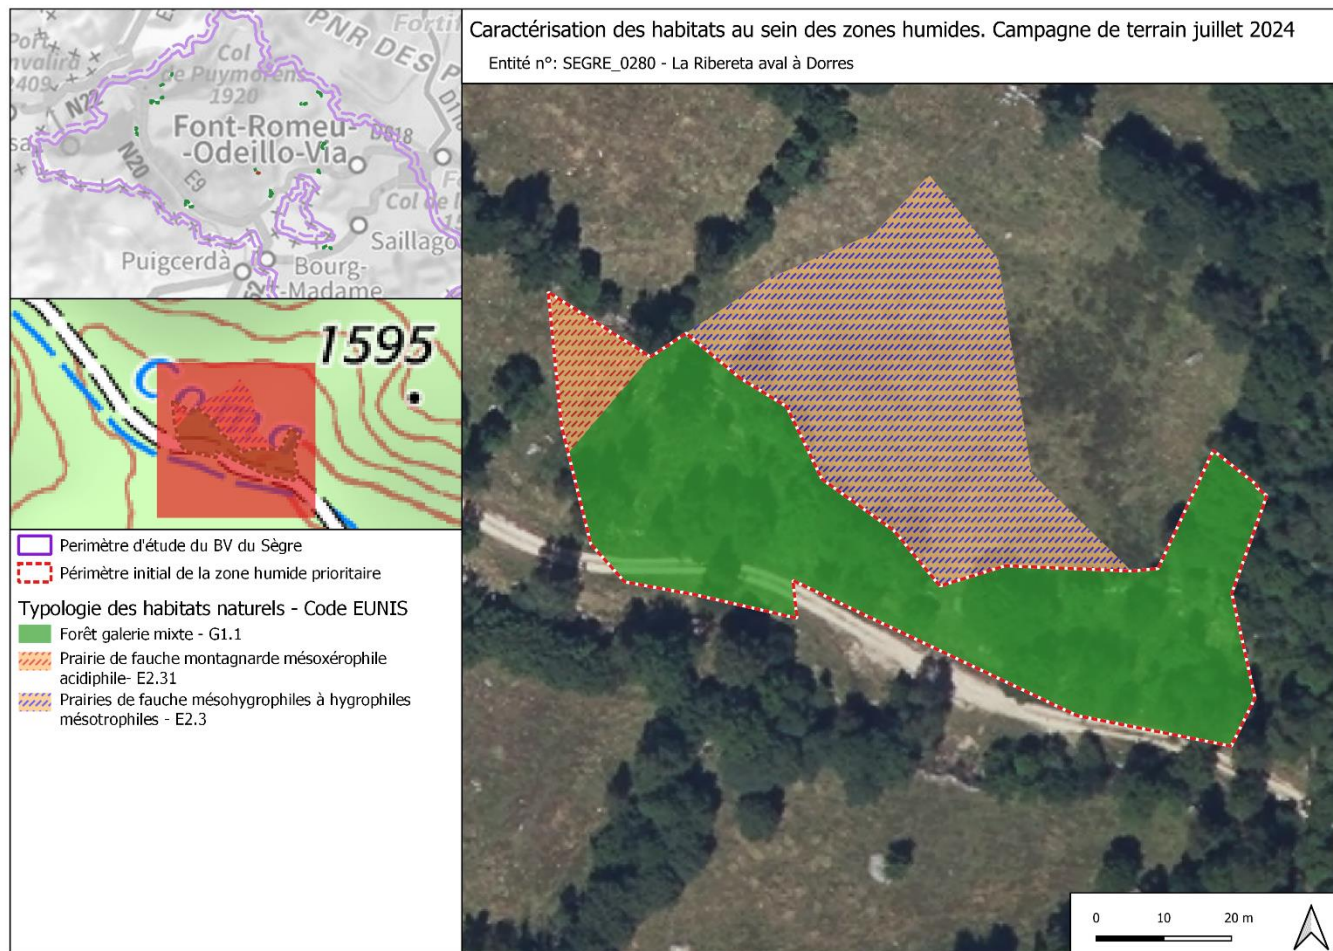 Caractérisation des habitats au sein des zones humides. Campagne de terrain juillet 2024
Entité n°: SEGRE_0280 - La Ribereta aval à Dorres
PNR DES P
Fortif
Port
nvalira
2409
Col
de Puymorens
1920
N22
Font-Romeu-
-Odeillo-Via
D618
N20
E9
Col de l
Saillago
Puigcerdà
Bourg-
-Madame
1595
Perimètre d'étude du BV du Sègre
Périmètre initial de la zone humide prioritaire
Typologie des habitats naturels - Code EUNIS
Forêt galerie mixte - G1.1
Prairie de fauche montagnarde mésoxérophile
acidiphile- E2.31
Prairies de fauche mésohygrophiles à hygrophiles
mésotrophiles - E2.3
0 10 20 m